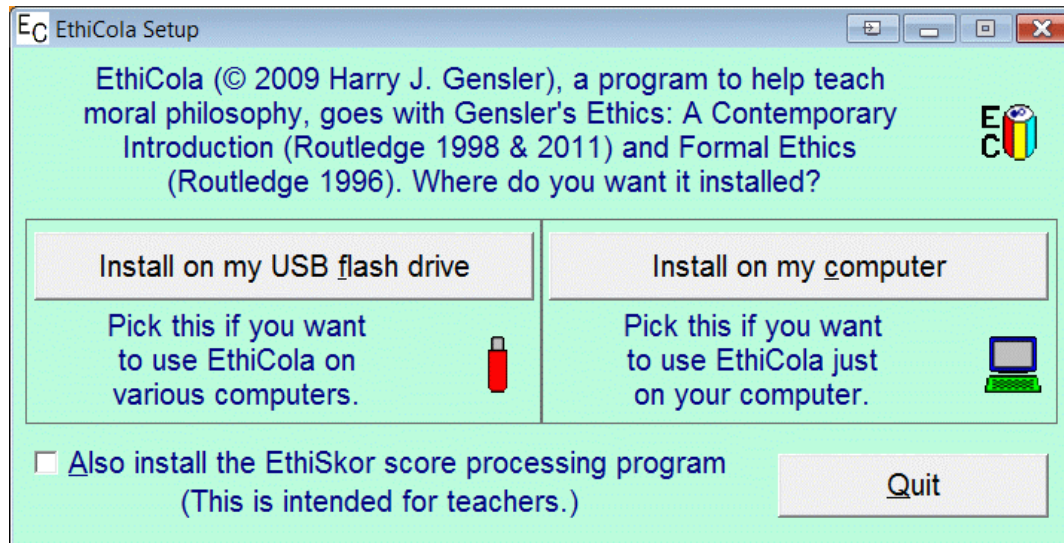 EC EthiCola Setup
EthiCola (© 2009 Harry J. Gensler), a program to help teach
moral philosophy, goes with Gensler's Ethics: A Contemporary
Introduction (Routledge 1998 & 2011) and Formal Ethics
(Routledge 1996). Where do you want it installed?
E
C
Install on my USB flash drive
Pick this if you want
to use EthiCola on
various computers.
Install on my computer
Pick this if you want
to use EthiCola just
on your computer.
Also install the EthiSkor score processing program
(This is intended for teachers.)
Quit